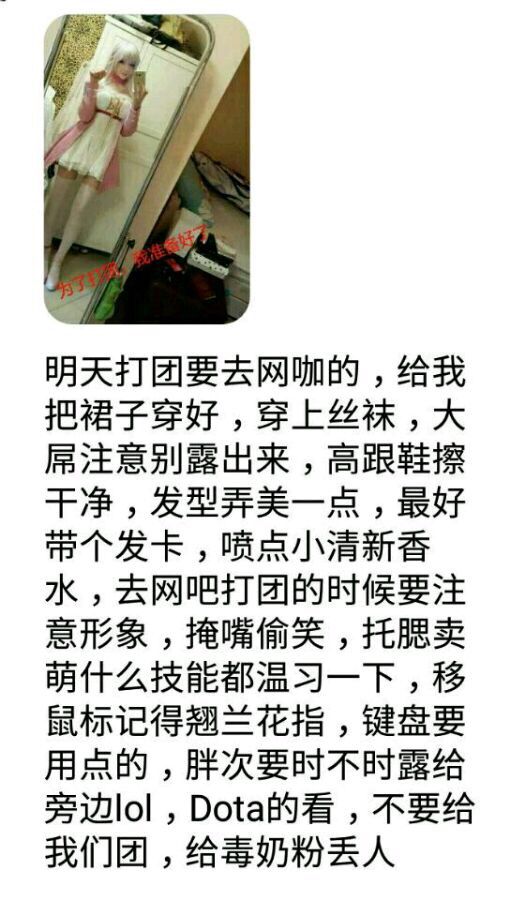 为了打团，我准备好了
明天打团要去网咖的，给我
把裙子穿好，穿上丝袜，大
屌注意别露出来，高跟鞋擦
干净，发型弄美一点，最好
带个发卡，喷点小清新香
水，去网吧打团的时候要注
意形象，掩嘴偷笑，托腮卖
萌什么技能都温习一下，移
鼠标记得翘兰花指，键盘要
用点的，胖次要时不时露给
旁边lol，Dota的看，不要给
我们团，给毒奶粉丢人